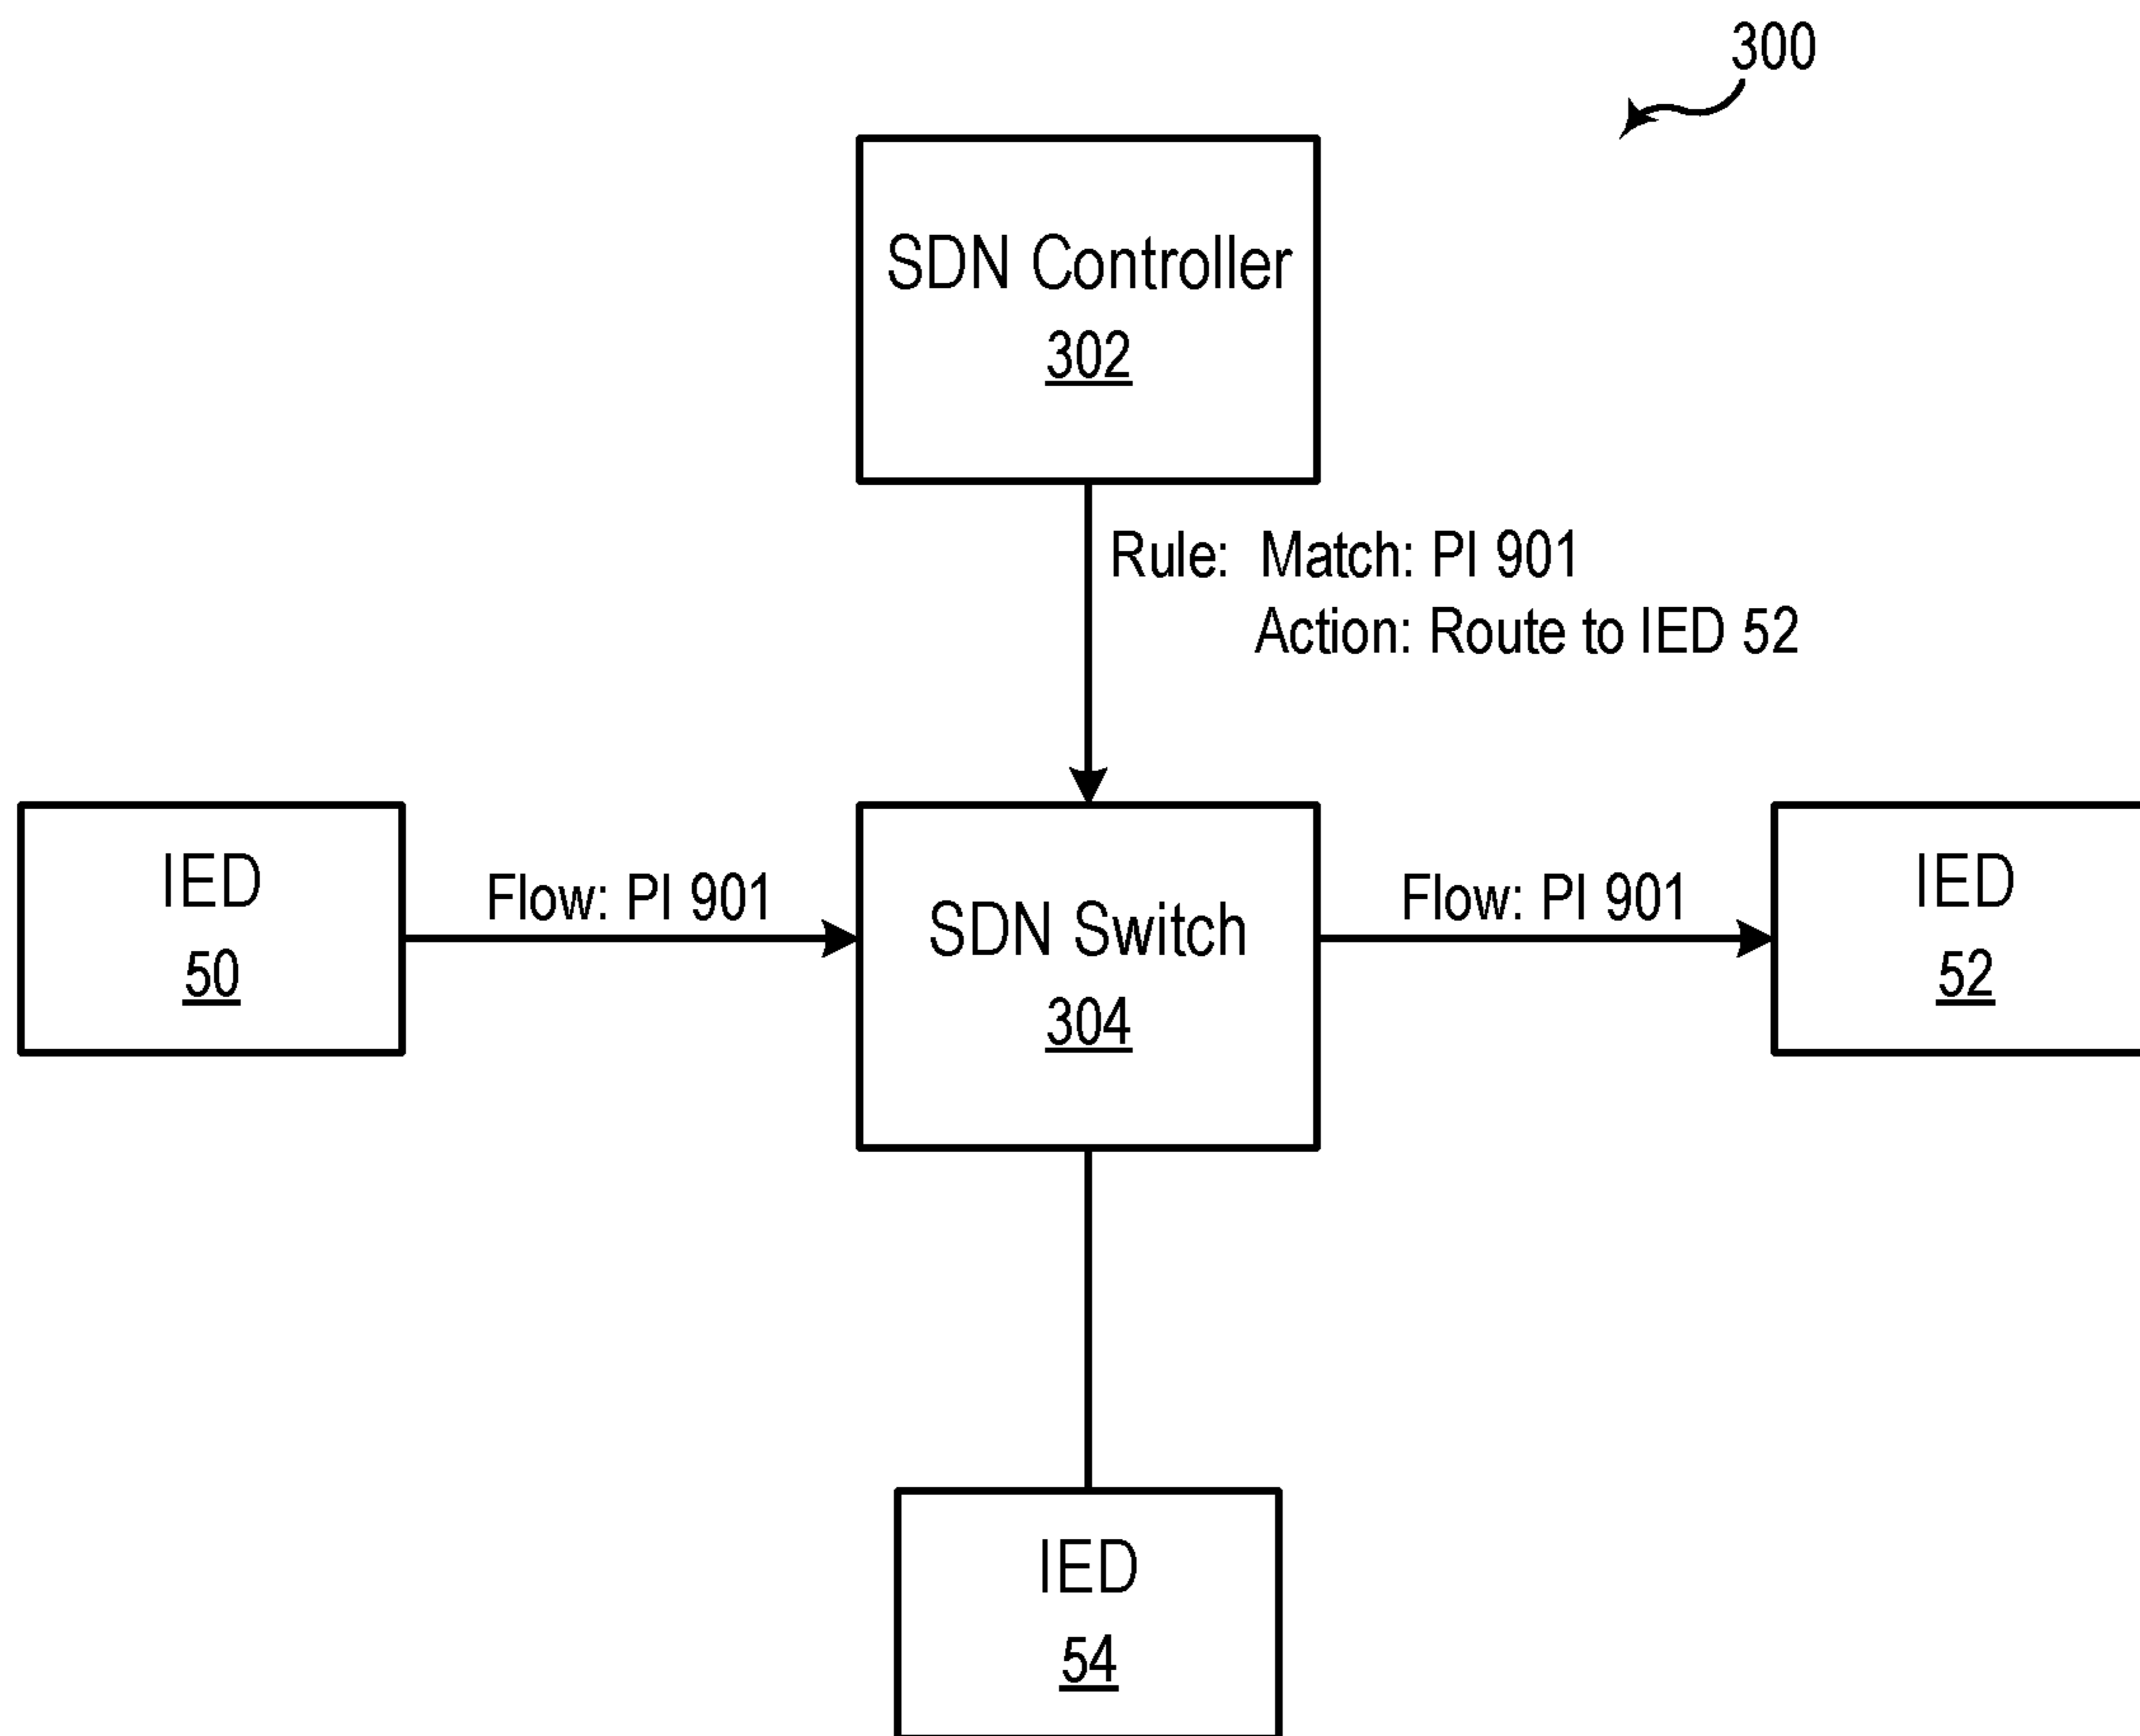 300
SDN Controller
302
Rule: Match: PI 901
Action: Route to IED 52
IED
50
Flow: PI 901
SDN Switch
304
Flow: PI 901
IED
52
IED
54